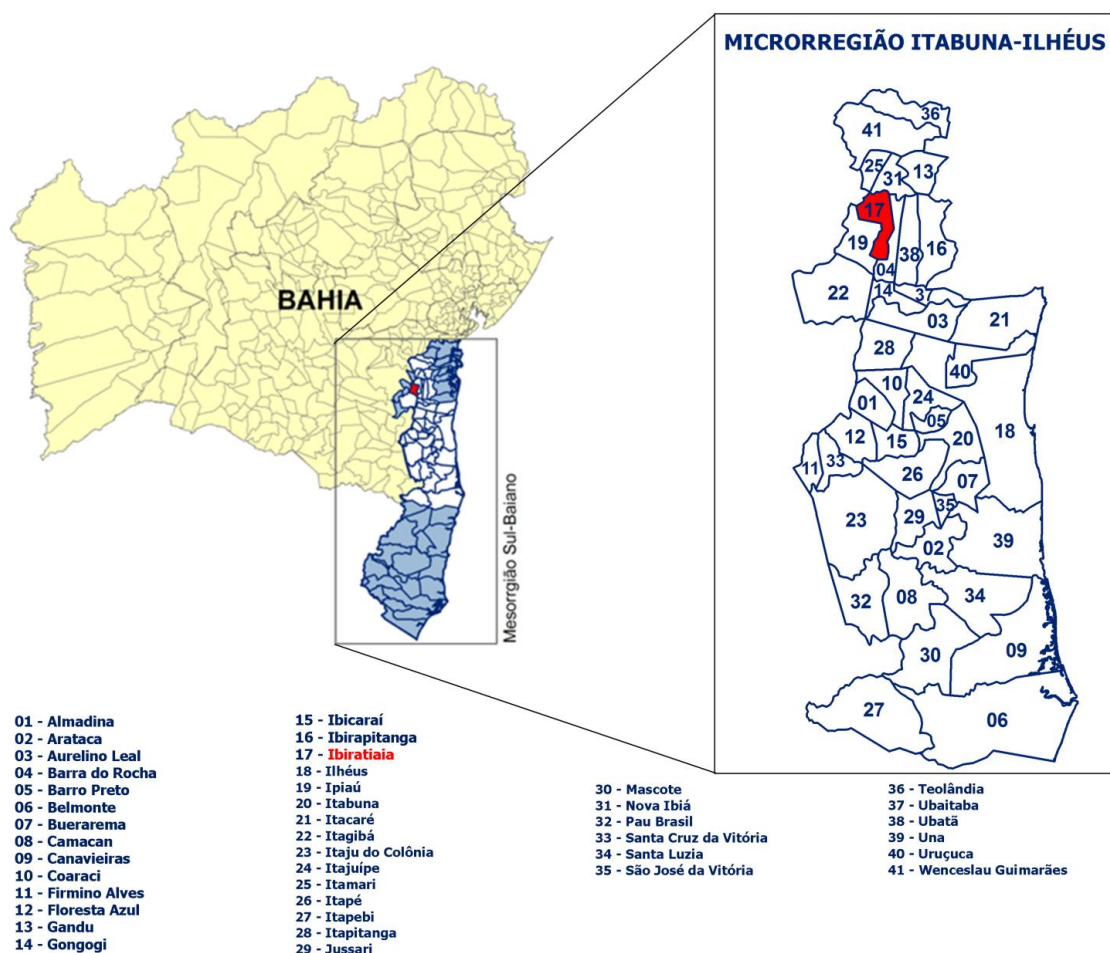 MICRORREGIÃO ITABUNA-ILHÉUS
BAHIA
Mesorrgião Sul-Baiano
36
41
25
31
13
17
19
38
16
04
22
14
3
03
21
28
40
10
24
01
05
18
12
15
20
11
33
26
07
23
29
35
02
39
32
08
34
30
09
27
06
01 - Almadina
02 - Arataca
03 - Aurelino Leal
04 - Barra do Rocha
05 - Barro Preto
06 - Belmonte
07 - Buerarema
08 - Camacan
09 - Canavieiras
10 - Coaraci
11 - Firmino Alves
12 - Floresta Azul
13 - Gandu
14 - Gongogi
15 - Ibicaraí
16 - Ibirapitanga
17 - Ibiratiaia
18 - Ilhéus
19 - Ipiaú
20 - Itabuna
21 - Itacaré
22 - Itagibá
23 - Itaju do Colônia
24 - Itajuípe
25 - Itamari
26 - Itapé
27 - Itapebi
28 - Itapitanga
29 - Jussari
30 - Mascote
31 - Nova Ibiá
32 - Pau Brasil
33 - Santa Cruz da Vitória
34 - Santa Luzia
35 - São José da Vitória
36 - Teolândia
37 - Ubaitaba
38 - Ubatã
39 - Una
40 - Uruçuca
41 - Wenceslau Guimarães